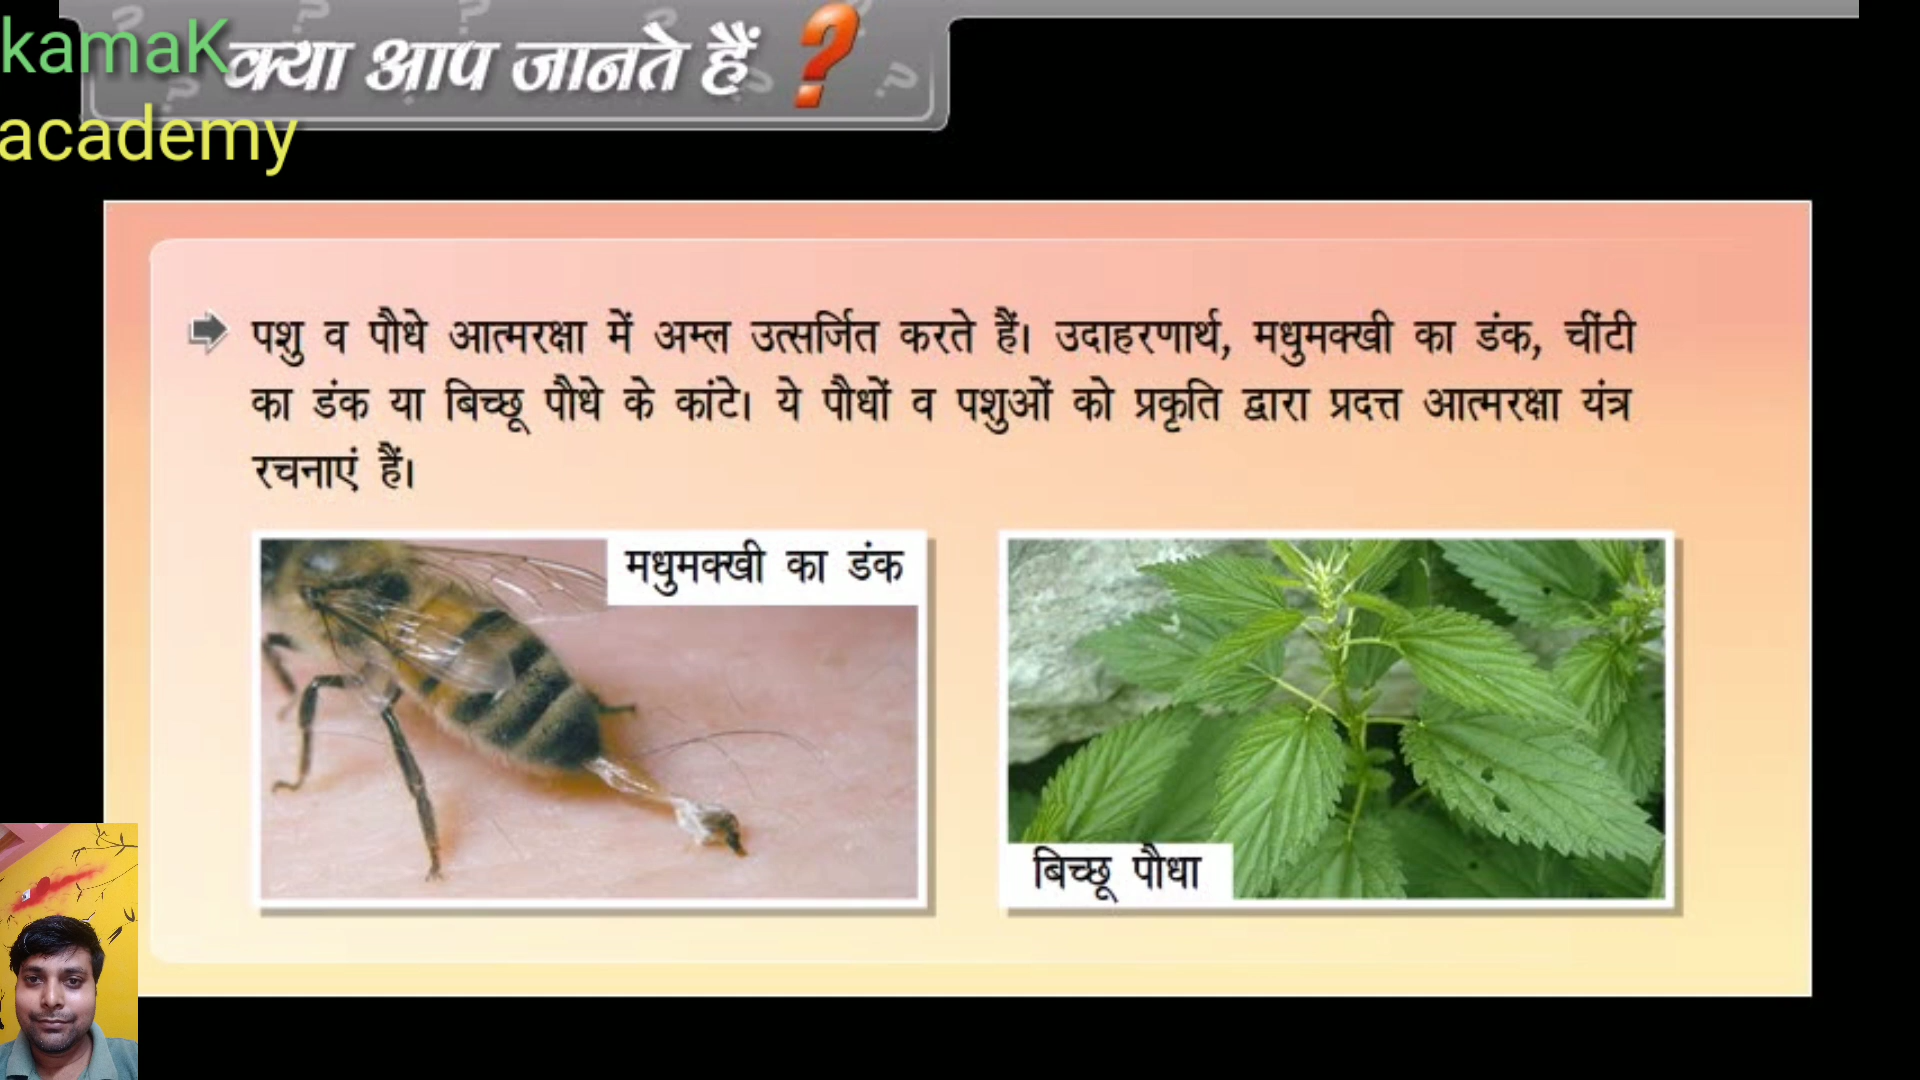 kamaK
क्या आप जानते हैं ?
academy
पशु व पौधे आत्मरक्षा में अम्ल उत्सर्जित करते हैं। उदाहरणार्थ, मधुमक्खी का डंक, चींटी
का डंक या बिच्छू पौधे के कांटे। ये पौधों व पशुओं को प्रकृति द्वारा प्रदत्त आत्मरक्षा यंत्र
रचनाएं हैं।
मधुमक्खी का डंक
बिच्छू पौधा